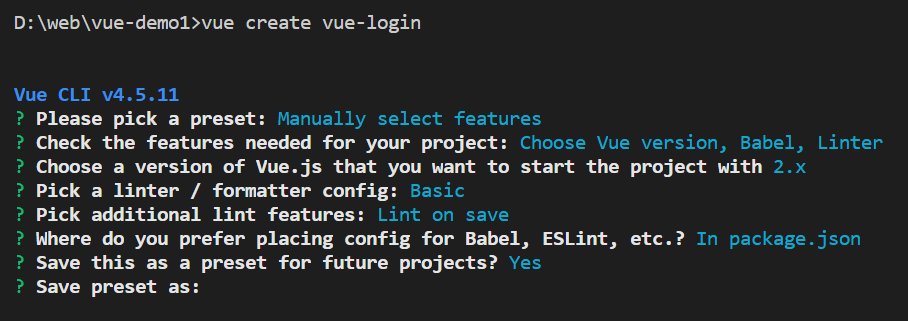 D:\web\vue-demo1>vue create vue-login
Vue CLI v4.5.11
? Please pick a preset: Manually select features
? Check the features needed for your project: Choose Vue version, Babel, Linter
? Choose a version of Vue.js that you want to start the project with 2.x
? Pick a linter / formatter config: Basic
? Pick additional lint features: Lint on save
? Where do you prefer placing config for Babel, ESLint, etc.? In package.json
? Save this as a preset for future projects? Yes
? Save preset as: